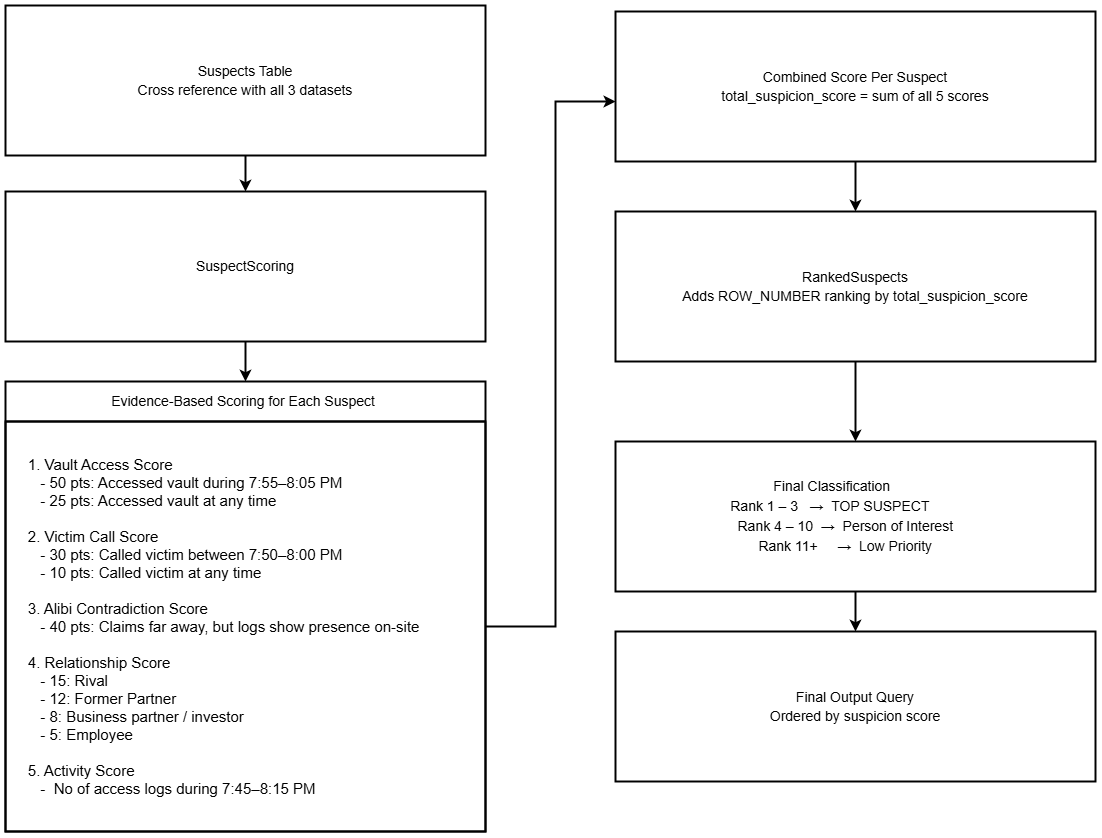 Suspects Table
Cross reference with all 3 datasets
SuspectScoring
Evidence-Based Scoring for Each Suspect
1. Vault Access Score
- 50 pts: Accessed vault during 7:55–8:05 PM
- 25 pts: Accessed vault at any time
2. Victim Call Score
- 30 pts: Called victim between 7:50–8:00 PM
- 10 pts: Called victim at any time
3. Alibi Contradiction Score
- 40 pts: Claims far away, but logs show presence on-site
4. Relationship Score
- 15: Rival
- 12: Former Partner
- 8: Business partner / investor
- 5: Employee
5. Activity Score
- No of access logs during 7:45–8:15 PM
Combined Score Per Suspect
total_suspicion_score = sum of all 5 scores
RankedSuspects
Adds ROW_NUMBER ranking by total_suspicion_score
Final Classification
Rank 1 – 3 → TOP SUSPECT
Rank 4 – 10 → Person of Interest
Rank 11+ → Low Priority
Final Output Query
Ordered by suspicion score